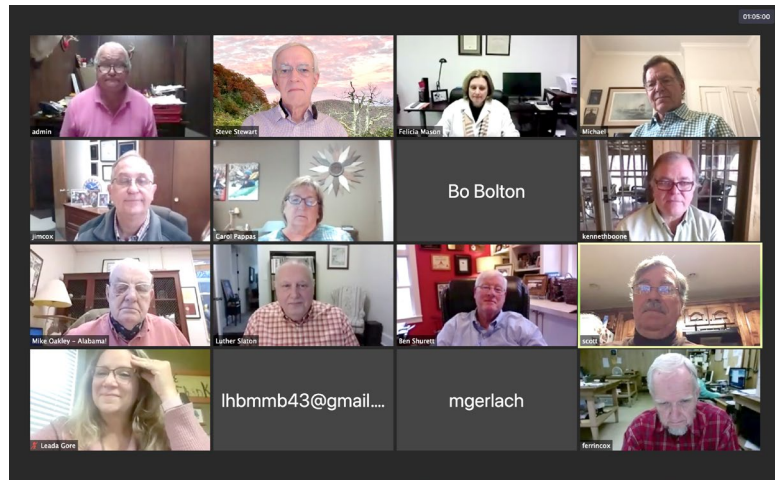 01:05:00
admin
Steve Stewart
Felicia Mason
Michael
jimcox
Carol Pappas
Bo Bolton
kennethboone
Mike Oakley - Alabama!
Luther Slaton
Ben Shurett
scott
Leada Gore
lhbmmb43@gmail....
mgerlach
ferrincox